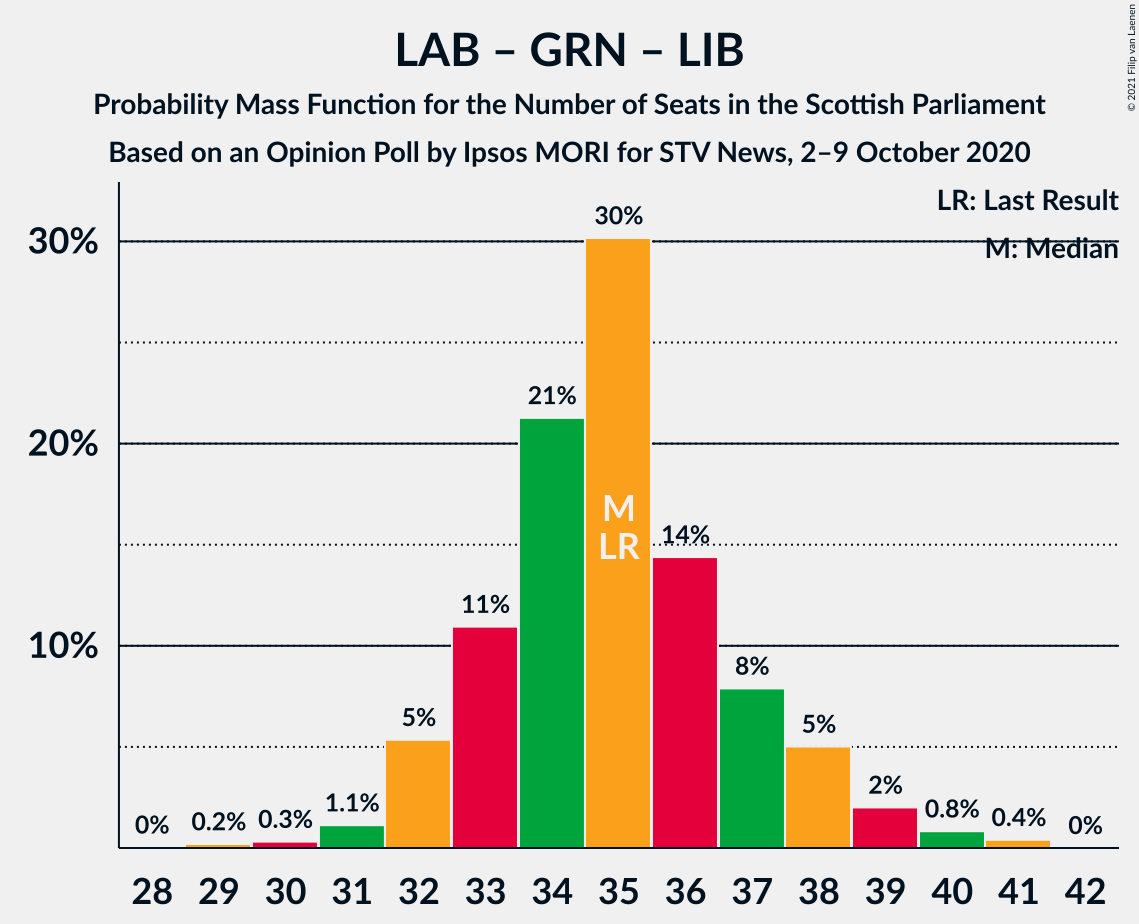 LAB – GRN – LIB
Probability Mass Function for the Number of Seats in the Scottish Parliament
Based on an Opinion Poll by Ipsos MORI for STV News, 2–9 October 2020
© 2021 Filip van Laenen
LR: Last Result
M: Median
30%
20%
10%
0%
0.2%
0.3%
1.1%
5%
11%
21%
30%
14%
8%
5%
2%
0.8%
0.4%
0%
M
LR
28 29 30 31 32 33 34 35 36 37 38 39 40 41 42